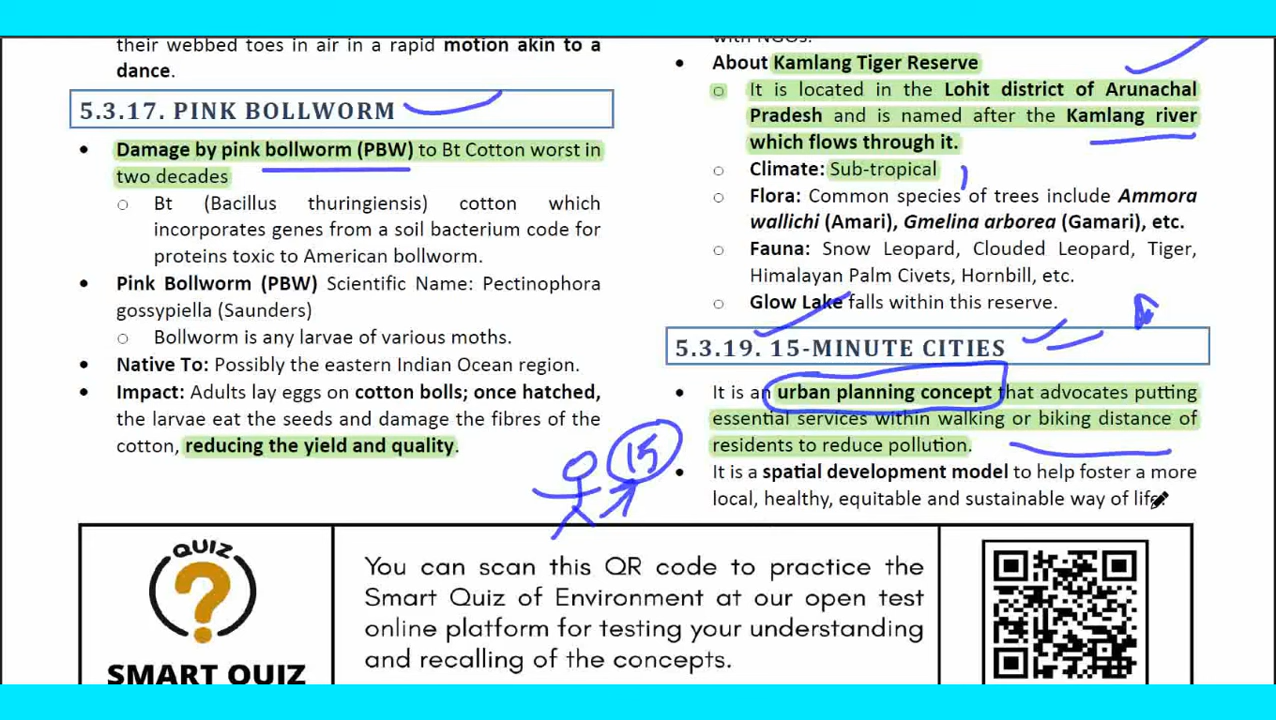 their webbed toes in air in a rapid motion akin to a
dance.
5.3.17. PINK BOLLWORM
• Damage by pink bollworm (PBW) to Bt Cotton worst in
two decades
○ Bt (Bacillus thuringiensis) cotton which
incorporates genes from a soil bacterium code for
proteins toxic to American bollworm.
• Pink Bollworm (PBW) Scientific Name: Pectinophora
gossypiella (Saunders)
○ Bollworm is any larvae of various moths.
• Native To: Possibly the eastern Indian Ocean region.
• Impact: Adults lay eggs on cotton bolls; once hatched,
the larvae eat the seeds and damage the fibres of the
cotton, reducing the yield and quality.
15
with NGOs.
• About Kamlang Tiger Reserve
○ It is located in the Lohit district of Arunachal
Pradesh and is named after the Kamlang river
which flows through it.
○ Climate: Sub-tropical
○ Flora: Common species of trees include Ammora
wallichi (Amari), Gmelina arborea (Gamari), etc.
○ Fauna: Snow Leopard, Clouded Leopard, Tiger,
Himalayan Palm Civets, Hornbill, etc.
○ Glow Lake falls within this reserve.
5.3.19. 15-MINUTE CITIES
• It is an urban planning concept that advocates putting
essential services within walking or biking distance of
residents to reduce pollution.
• It is a spatial development model to help foster a more
local, healthy, equitable and sustainable way of life.
QUIZ
SMART QUIZ
You can scan this QR code to practice the
Smart Quiz of Environment at our open test
online platform for testing your understanding
and recalling of the concepts.